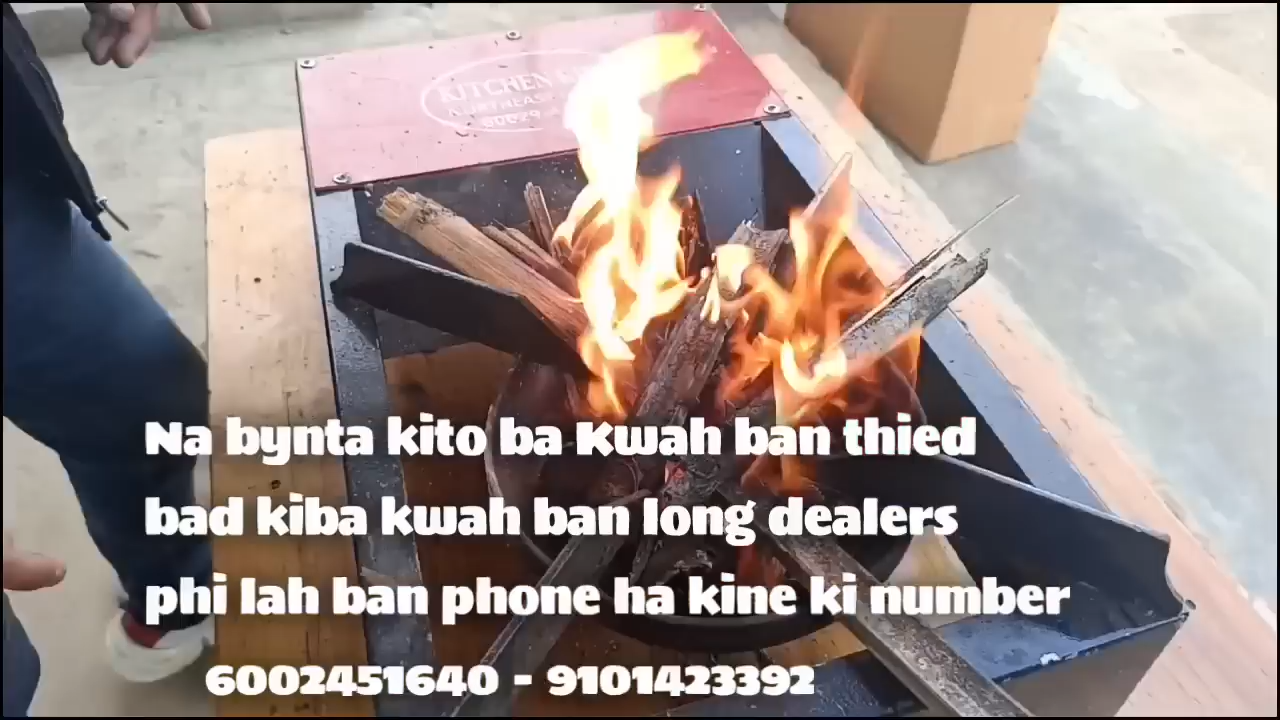 KITCHEN
Na bynta kito ba Kwah ban thied
bad kiba kwah ban long dealers
phi lah ban phone ha kine ki number
6002451640 - 9101423392